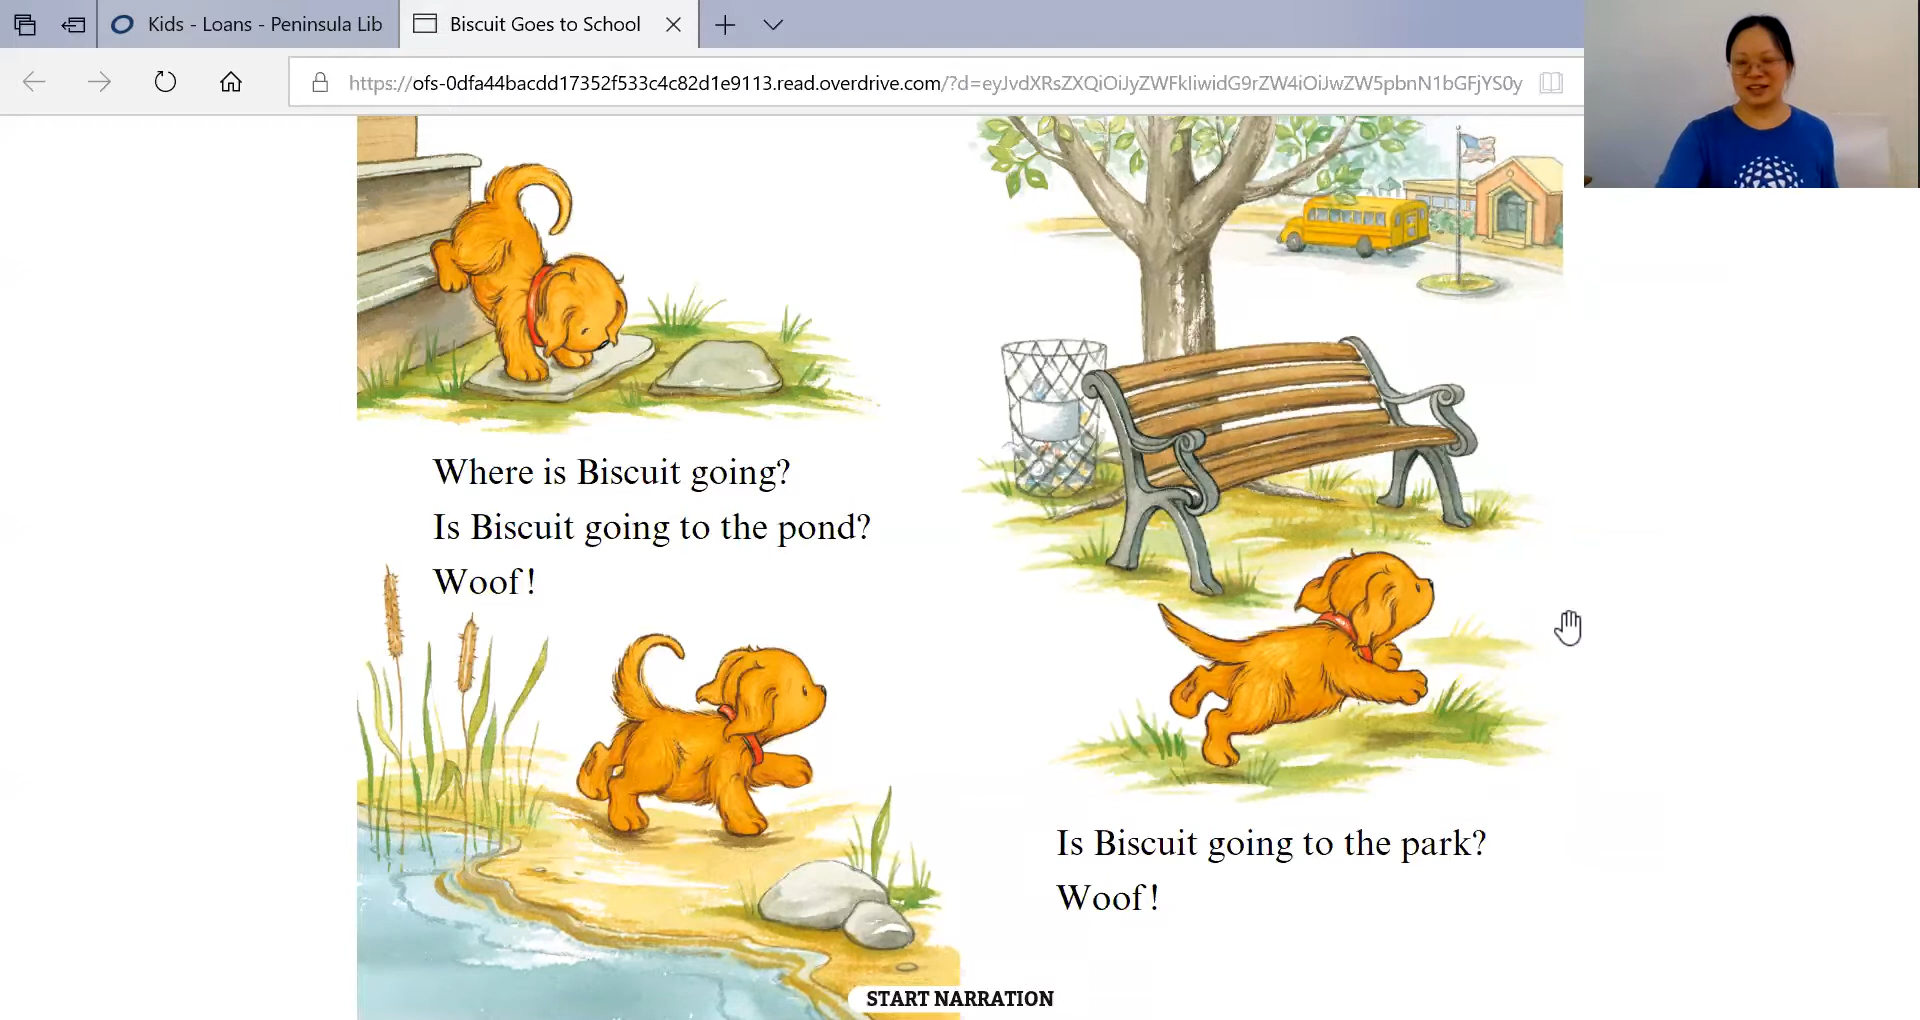 Kids - Loans - Peninsula Lib
Biscuit Goes to School
https://ofs-0dfa44bacdd17352f533c4c82d1e9113.read.overdrive.com/?d=eyJvdXRsZXQiOiJyZWFkIiwidG9rZW4iOiJwZW5pbnN1bGFjYS0y
Where is Biscuit going?
Is Biscuit going to the pond?
Woof!
Is Biscuit going to the park?
Woof!
START NARRATION